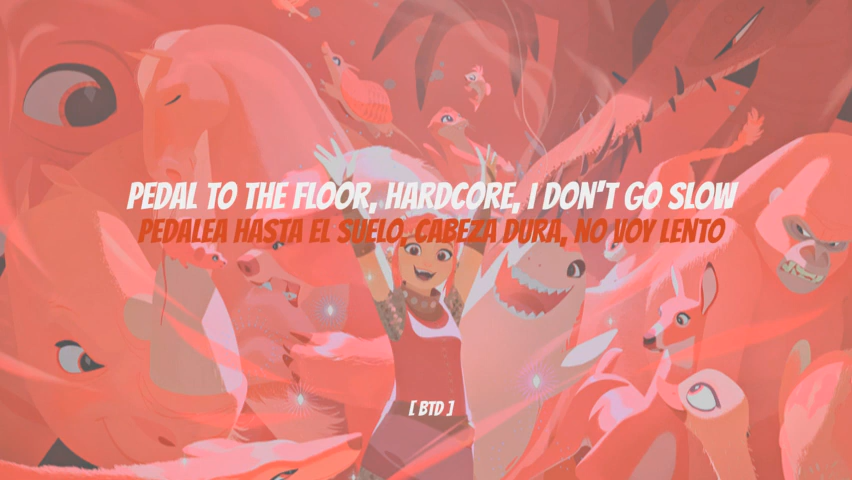 PEDAL TO THE FLOOR, HARDCORE, I DON'T GO SLOW
PEDALEA HASTA EL SUELO, CABEZA DURA, NO VOY LENTO
[ BTD ]